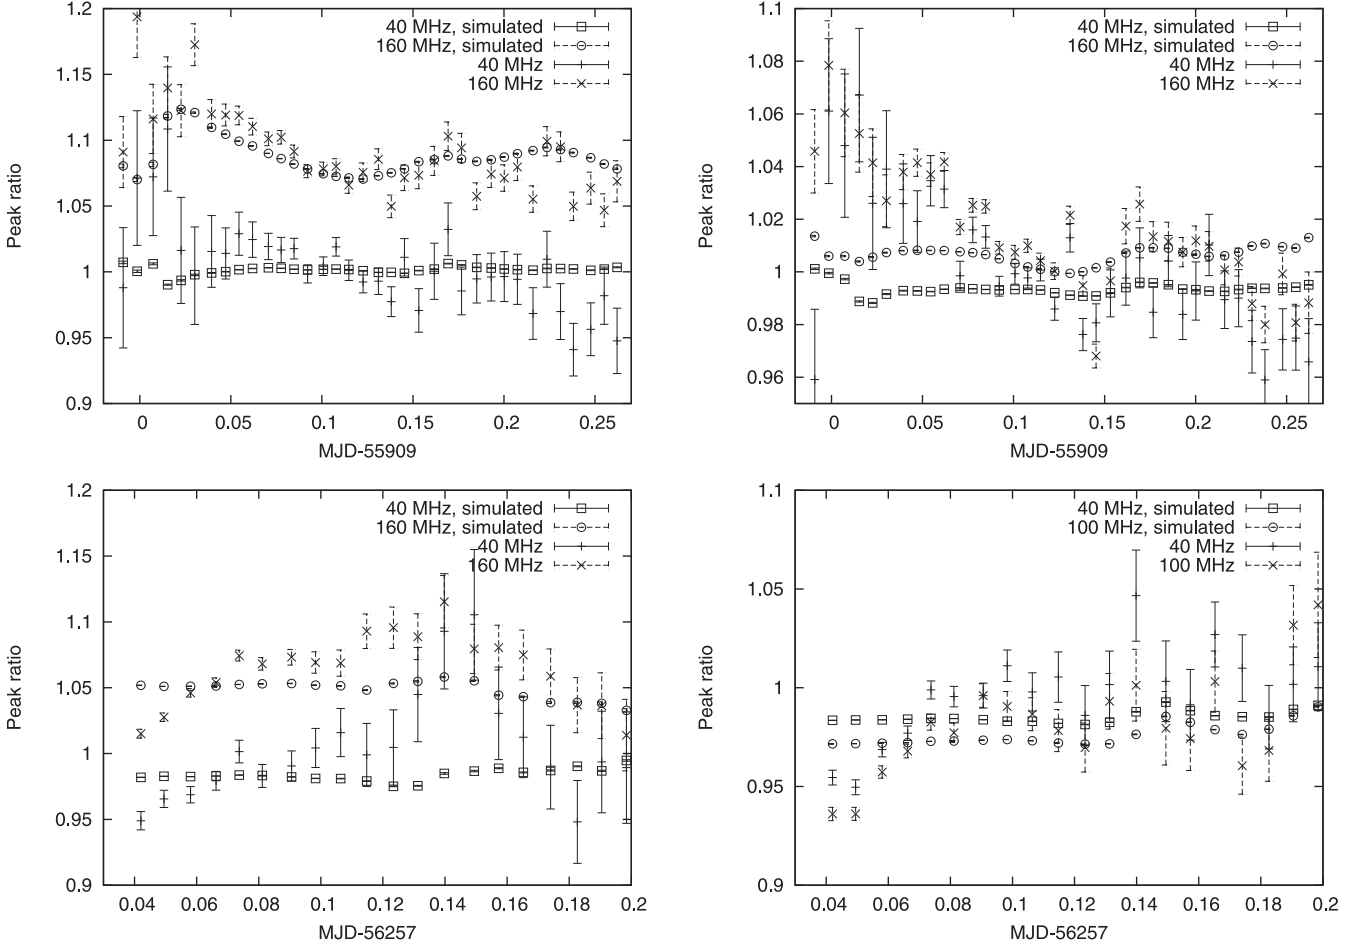 1.2
1.15
1.1
1.05
1
0.95
0.9
Peak ratio
40 MHz, simulated
160 MHz, simulated
40 MHz
160 MHz
0 0.05 0.1 0.15 0.2 0.25
MJD-55909
1.1
1.08
1.06
1.04
1.02
1
0.98
0.96
Peak ratio
40 MHz, simulated
160 MHz, simulated
40 MHz
160 MHz
0 0.05 0.1 0.15 0.2 0.25
MJD-55909
1.2
1.15
1.1
1.05
1
0.95
0.9
Peak ratio
40 MHz, simulated
160 MHz, simulated
40 MHz
160 MHz
0.04 0.06 0.08 0.1 0.12 0.14 0.16 0.18 0.2
MJD-56257
1.1
1.05
1
0.95
0.9
Peak ratio
40 MHz, simulated
100 MHz, simulated
40 MHz
100 MHz
0.04 0.06 0.08 0.1 0.12 0.14 0.16 0.18 0.2
MJD-56257